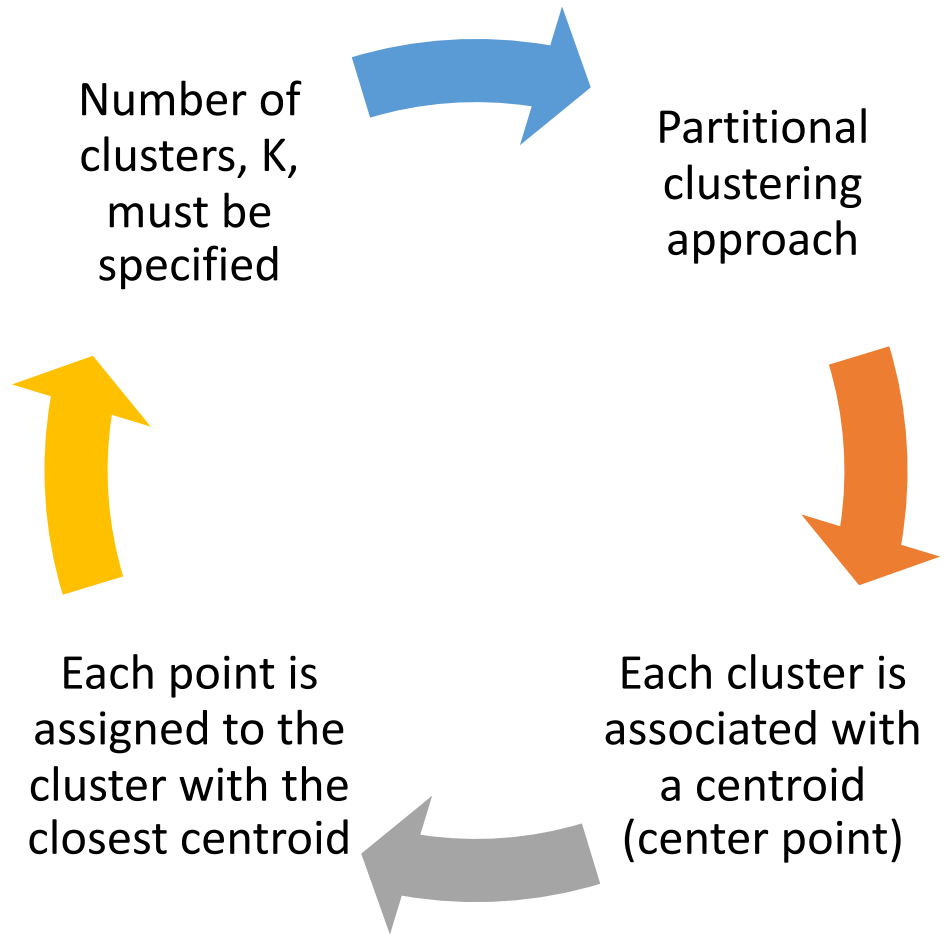 Number of
clusters, K,
must be
specified
Partitional
clustering
approach
Each cluster is
associated with
a centroid
(center point)
Each point is
assigned to the
cluster with the
closest centroid